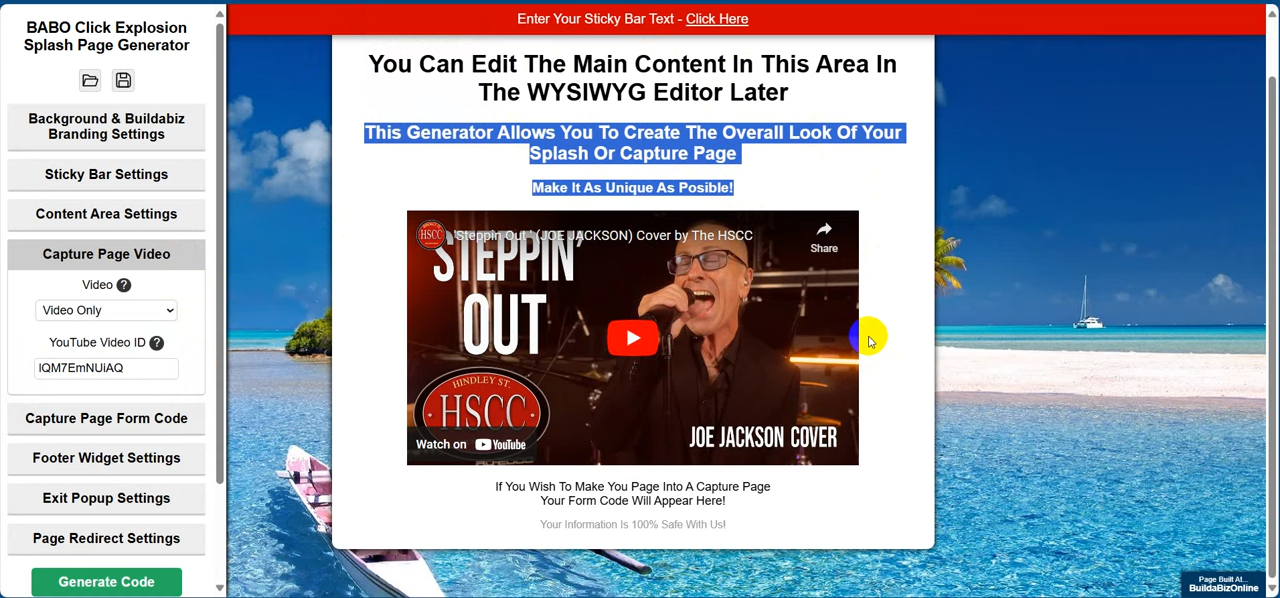 BABO Click Explosion
Splash Page Generator
Background & Buildabiz
Branding Settings
Sticky Bar Settings
Content Area Settings
Capture Page Video
Video ?
Video Only
YouTube Video ID ?
lQM7EmNUiAQ
Capture Page Form Code
Footer Widget Settings
Exit Popup Settings
Page Redirect Settings
Generate Code
Enter Your Sticky Bar Text - Click Here
You Can Edit The Main Content In This Area In
The WYSIWYG Editor Later
This Generator Allows You To Create The Overall Look Of Your
Splash Or Capture Page
Make It As Unique As Posible!
HSCC
'Steppin' Out' (JOE JACKSON) Cover by The HSCC
Share
STEPPIN'
OUT
HINDLEY ST.
HSCC
Watch on YouTube
JOE JACKSON COVER
If You Wish To Make You Page Into A Capture Page
Your Form Code Will Appear Here!
Your Information Is 100% Safe With Us!
Page Built At...
BuildaBizOnline